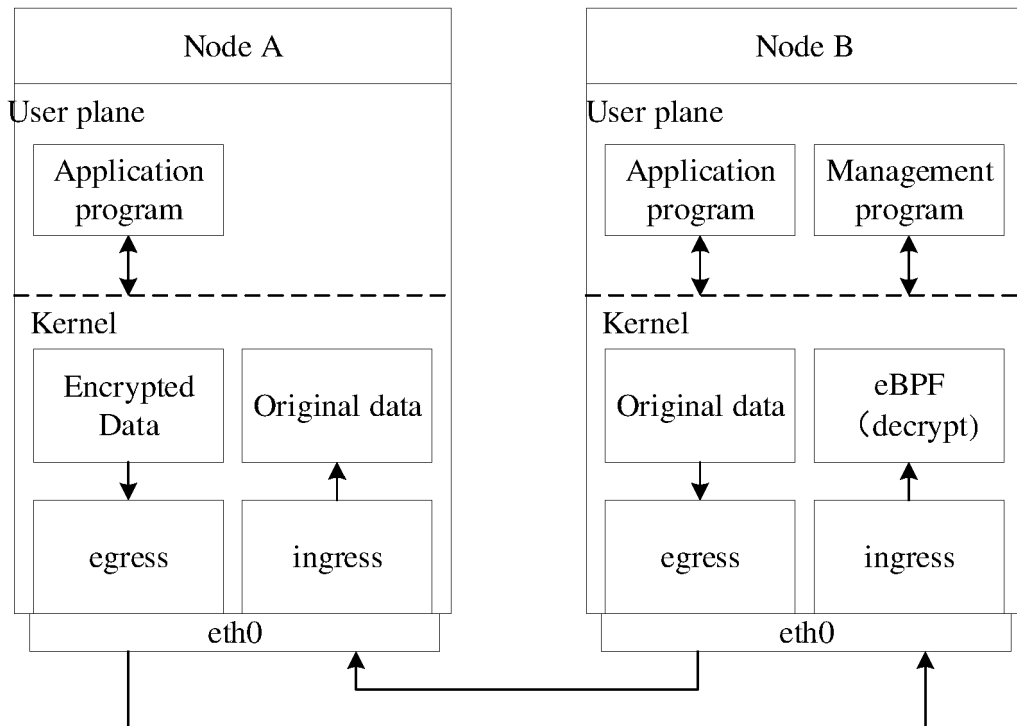 Node A
User plane
Application
program
Kernel
Encrypted
Data
Original data
egress
ingress
eth0
Node B
User plane
Application
program
Management
program
Kernel
Original data
eBPF
（decrypt)
egress
ingress
eth0